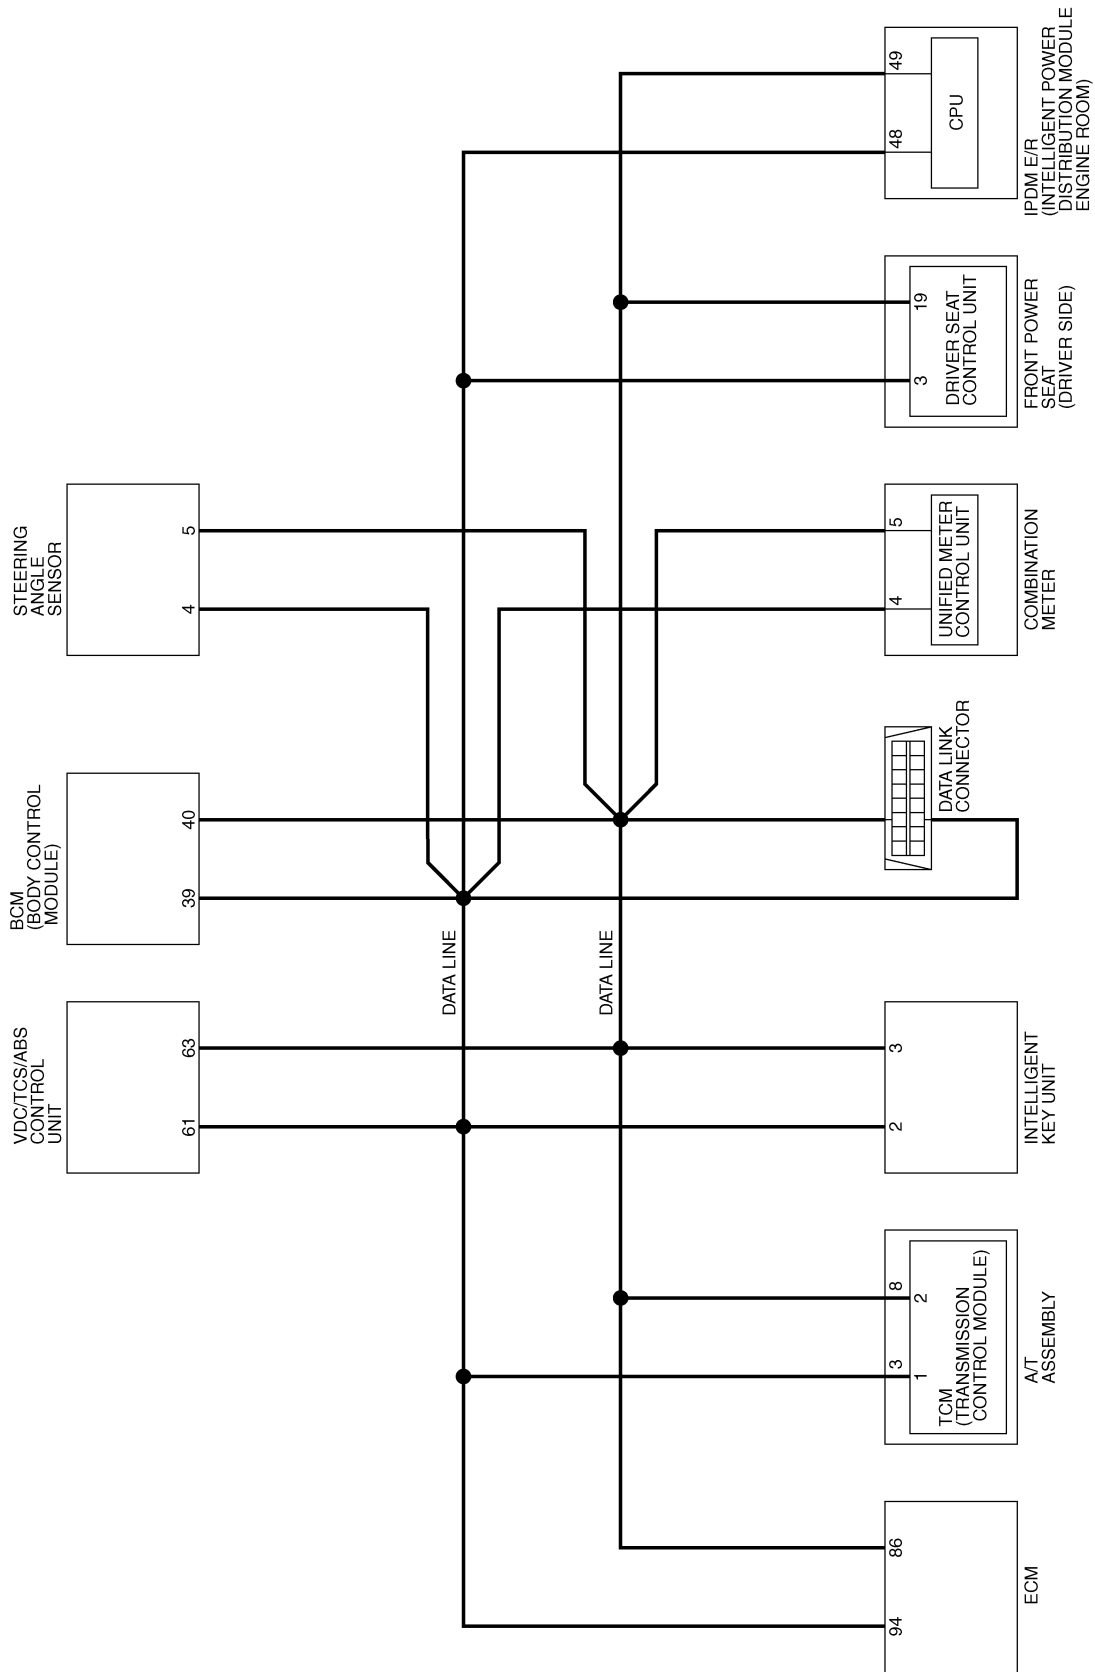 VDC/TCS/ABS
CONTROL
UNIT
61
63
BCM
(BODY CONTROL
MODULE)
39
40
STEERING
ANGLE
SENSOR
4
5
DATA LINE
DATA LINE
94
86
ECM
3
8
1
2
TCM
(TRANSMISSION
CONTROL MODULE)
A/T
ASSEMBLY
2
3
INTELLIGENT
KEY UNIT
DATA LINK
CONNECTOR
4
5
UNIFIED METER
CONTROL UNIT
COMBINATION
METER
3
19
DRIVER SEAT
CONTROL UNIT
FRONT POWER
SEAT
(DRIVER SIDE)
48
49
CPU
IPDM E/R
(INTELLIGENT POWER
DISTRIBUTION MODULE
ENGINE ROOM)